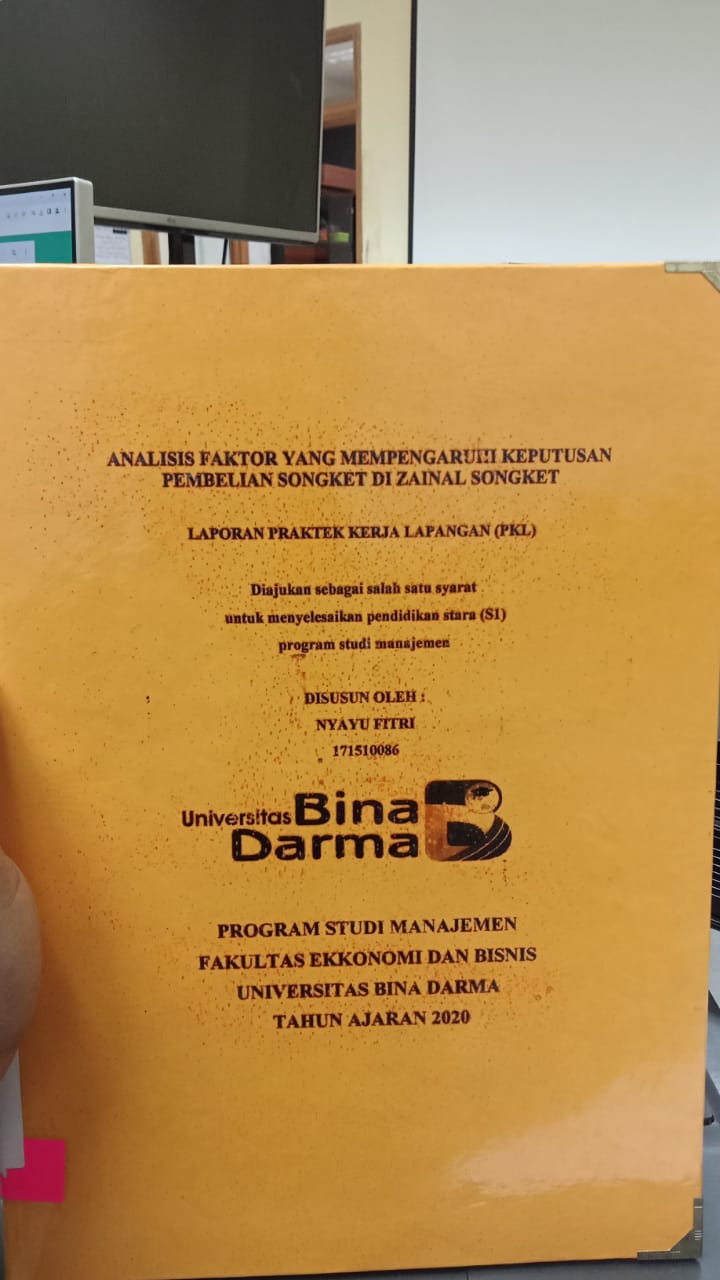 ANALISIS FAKTOR YANG MEMPENGARUHI KEPUTUSAN
PEMBELIAN SONGKET DI ZAINAL SONGKET
LAPORAN PRAKTEK KERJA LAPANGAN (PKL)
Diajukan sebagai salah satu syarat
untuk menyelesaikan pendidikan stara (S1)
program studi manajemen
DISUSUN OLEH :
NYAYU FITRI
171510086
Universitas Bina
Darma
PROGRAM STUDI MANAJEMEN
FAKULTAS EKKONOMI DAN BISNIS
UNIVERSITAS BINA DARMA
TAHUN AJARAN 2020